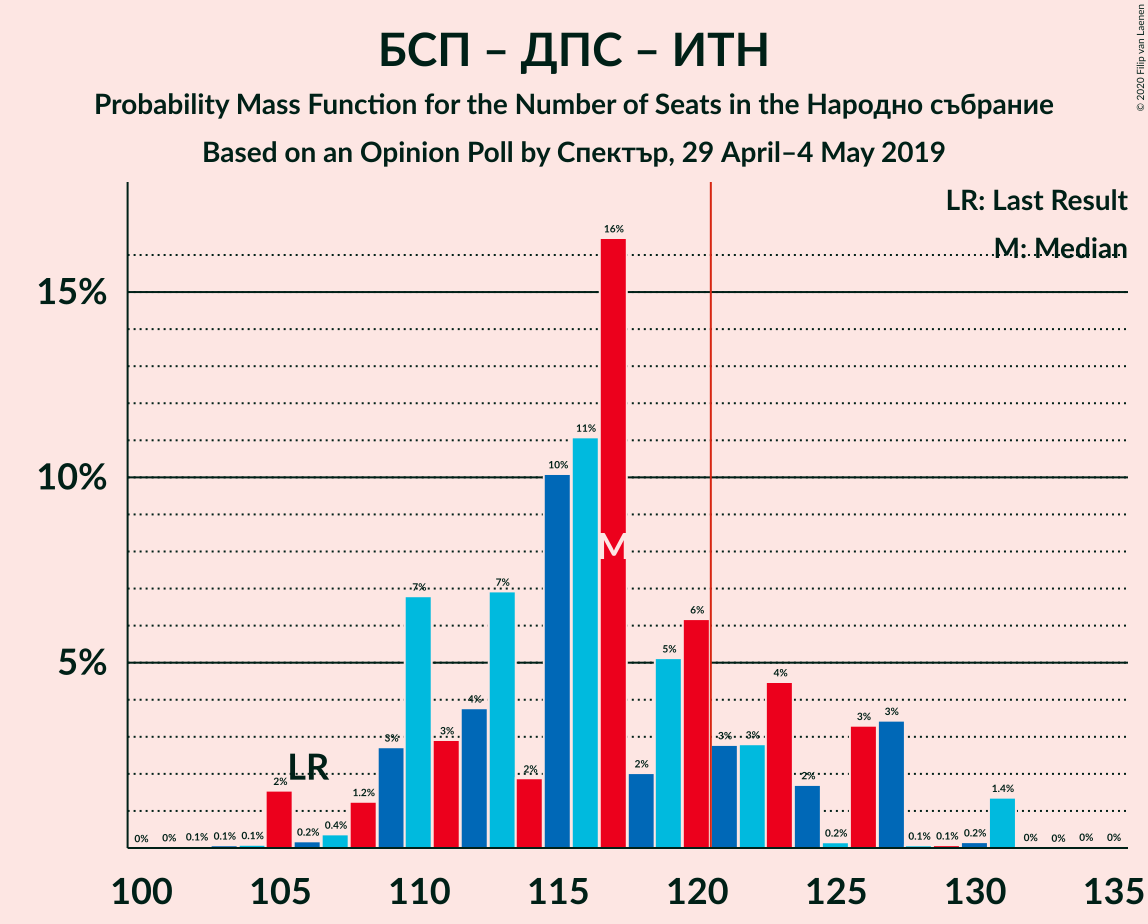 БСП – ДПС – ИТН
Probability Mass Function for the Number of Seats in the Народно събрание
Based on an Opinion Poll by Спектър, 29 April–4 May 2019
© 2020 Filip van Laenen
LR: Last Result
M: Median
15%
10%
5%
0% 0% 0.1% 0.1% 0.1% 2% 0.2% 0.4% 1.2% 3% 7% 3% 4% 7% 2% 10% 11% 16% 2% 5% 6% 3% 3% 4% 2% 0.2% 3% 3% 0.1% 0.1% 0.2% 1.4% 0% 0% 0% 0%
LR
M
100 105 110 115 120 125 130 135